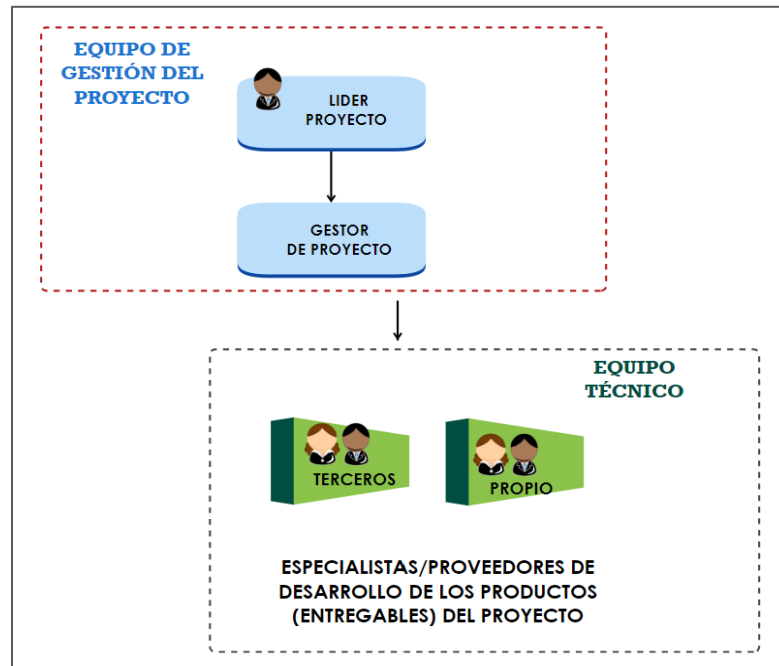 EQUIPO DE
GESTIÓN DEL
PROYECTO
LIDER
PROYECTO
GESTOR
DE PROYECTO
EQUIPO
TÉCNICO
TERCEROS
PROPIO
ESPECIALISTAS/PROVEEDORES DE
DESARROLLO DE LOS PRODUCTOS
(ENTREGABLES) DEL PROYECTO